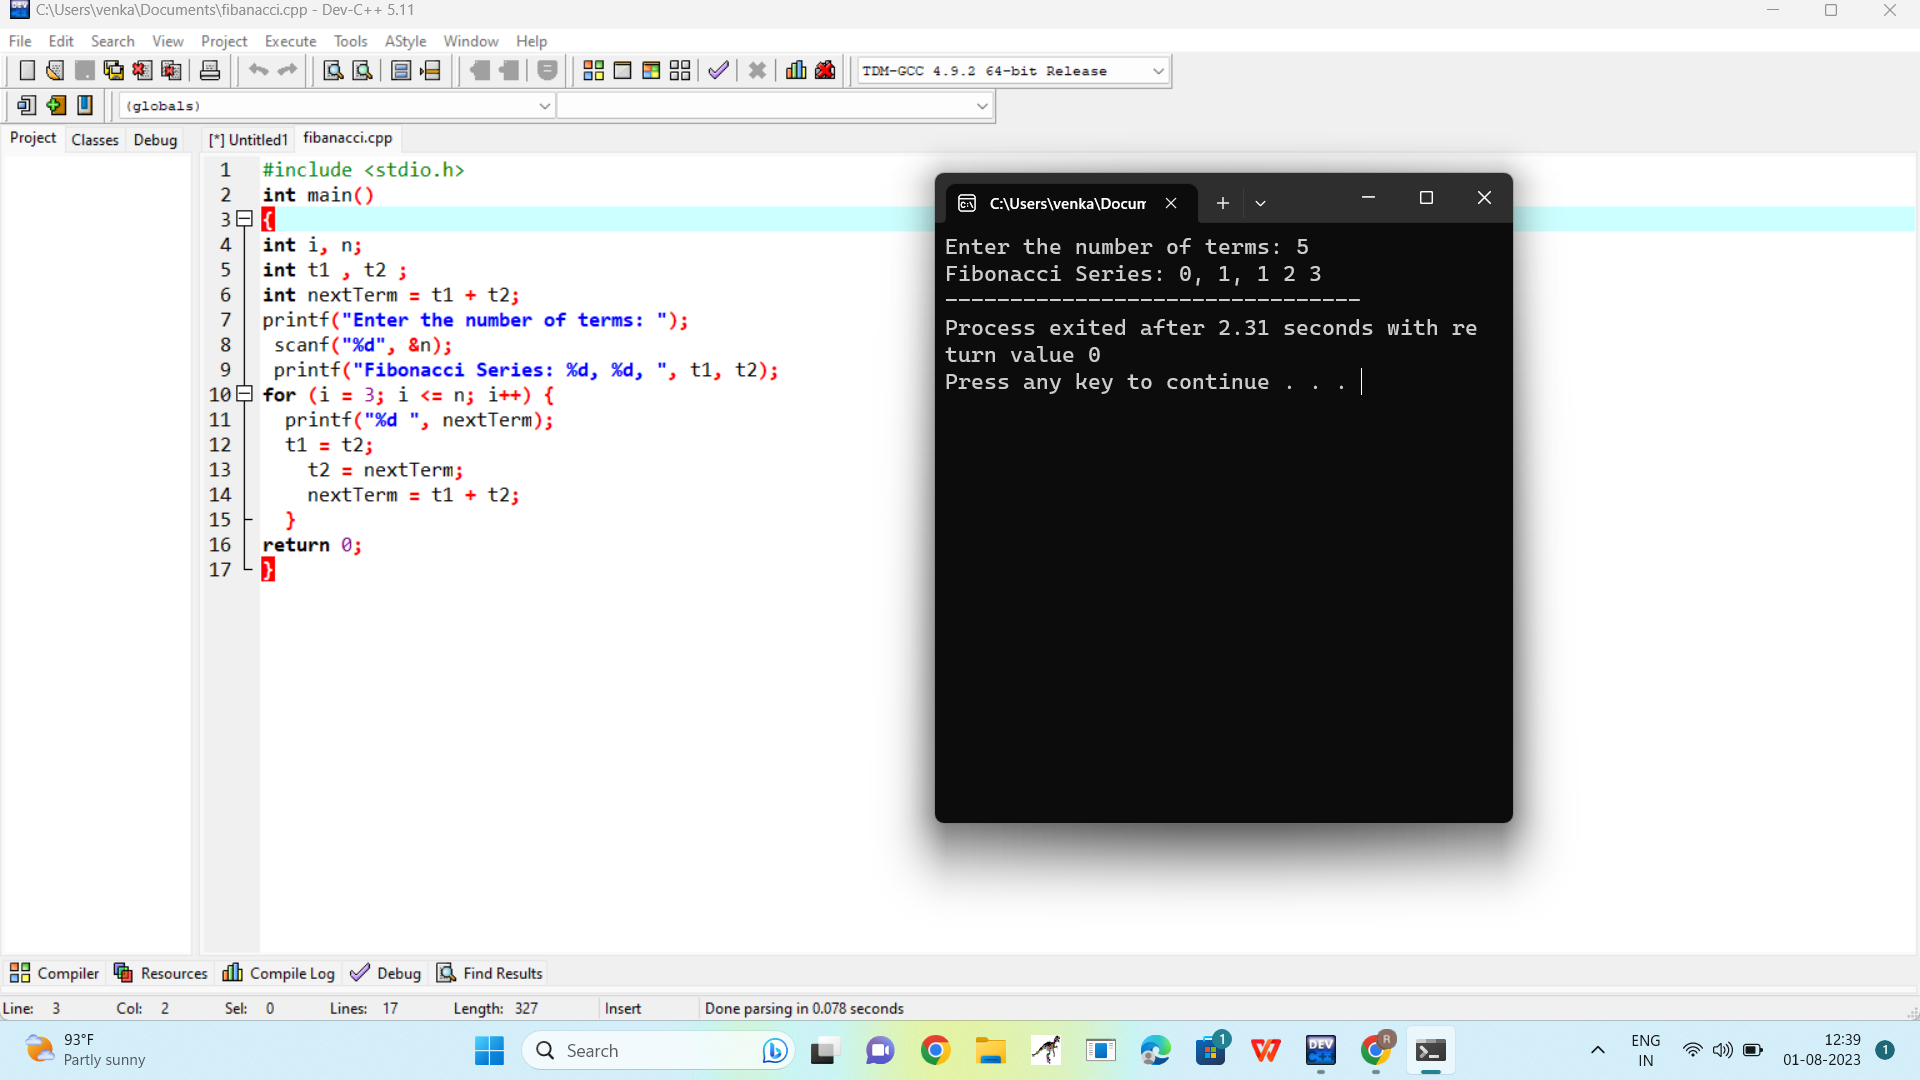 C:\Users\venka\Documents\fibanacci.cpp - Dev-C++ 5.11
File Edit Search View Project Execute Tools AStyle Window Help
TDM-GCC 4.9.2 64-bit Release
(globals)
Project Classes Debug [*] Untitled1 fibanacci.cpp
1 #include <stdio.h>
2 int main()
3 {
4 int i, n;
5 int t1 , t2 ;
6 int nextTerm = t1 + t2;
7 printf("Enter the number of terms: ");
8 scanf("%d", &n);
9 printf("Fibonacci Series: %d, %d, ", t1, t2);
10 for (i = 3; i <= n; i++) {
11 printf("%d ", nextTerm);
12 t1 = t2;
13 t2 = nextTerm;
14 nextTerm = t1 + t2;
15 }
16 return 0;
17 }
C:\Users\venka\Docum
Enter the number of terms: 5
Fibonacci Series: 0, 1, 1 2 3
--------------------------------
Process exited after 2.31 seconds with re
turn value 0
Press any key to continue . . .
Compiler Resources Compile Log Debug Find Results
Line: 3 Col: 2 Sel: 0 Lines: 17 Length: 327 Insert Done parsing in 0.078 seconds
93°F
Partly sunny
Search
1
DEV
R
ENG
IN
12:39
01-08-2023
1